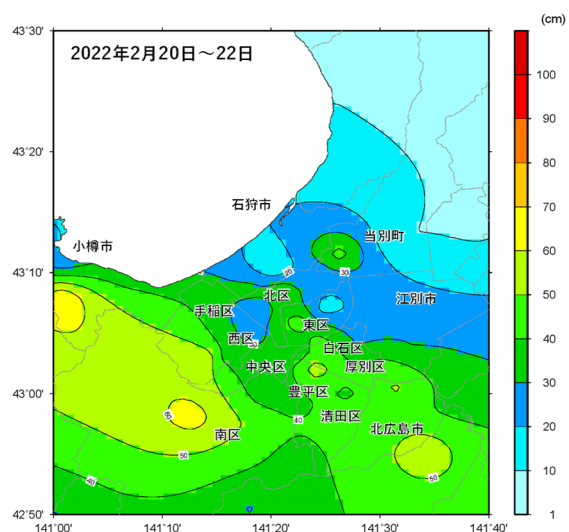 (cm)
43°30'
2022年2月20日～22日
100
90
43°20'
80
70
石狩市
当別町
60
小樽市
43°10'
20
30
50
北区
江別市
手稲区
東区
40
西区
30
白石区
30
中央区
厚別区
43°00'
豊平区
20
60
清田区
40
南区
北広島市
10
50
50
40
42°50'
1
141°00'
141°10'
141°20'
141°30'
141°40'